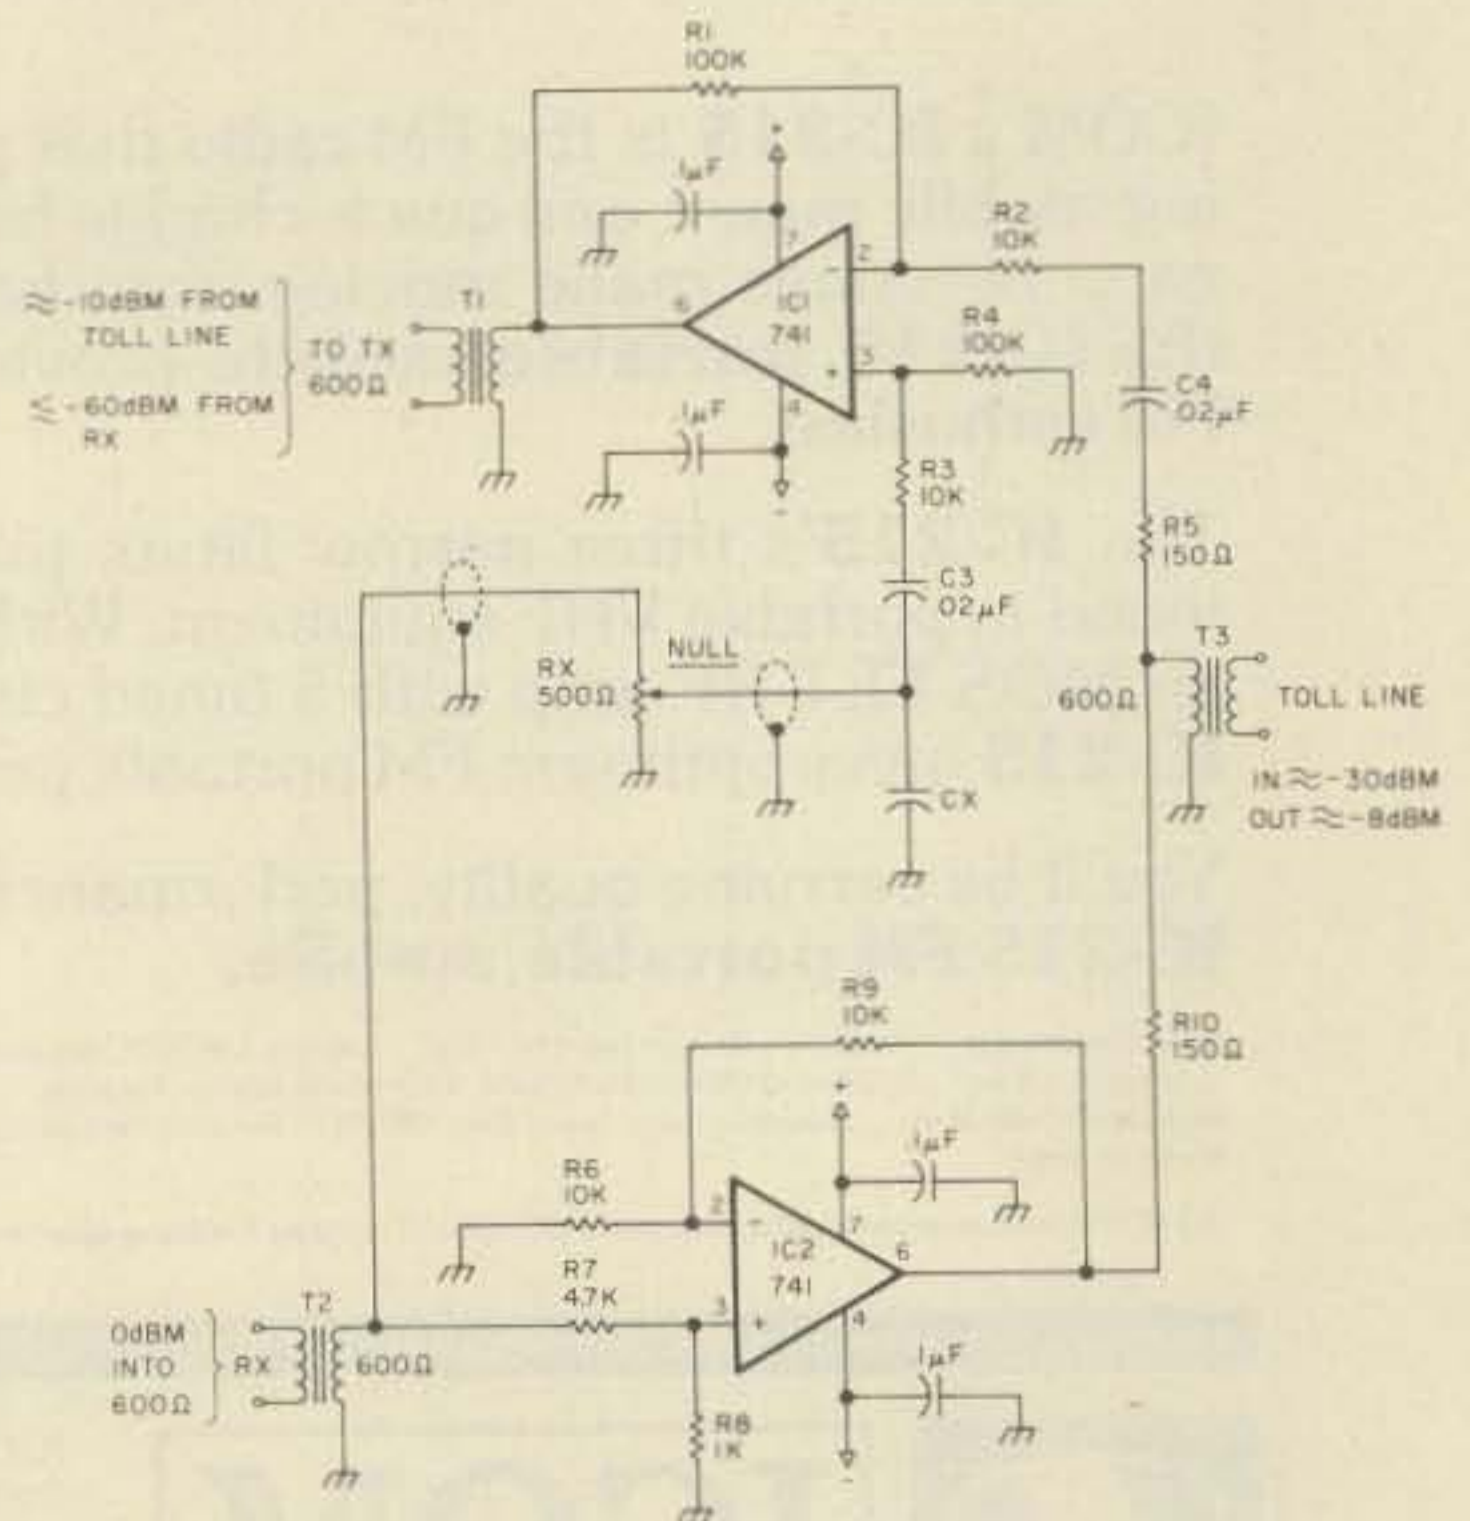 R1
100K
1µF
+
7
2
-
R2
10K
≈-10dBM FROM
TOLL LINE
T1
6
IC1
741
R4
100K
TO TX
600Ω
3
+
≤-60dBM FROM
RX
1µF
4
-
C4
.02µF
R3
10K
R5
150Ω
C3
.02µF
NULL
RX
500Ω
T3
600Ω
TOLL LINE
IN ≈-30dBM
OUT ≈-8dBM
CX
R9
10K
R10
150Ω
+
.1µF
R6
10K
2
-
7
IC2
741
6
R7
4.7K
3
+
4
T2
0dBM
INTO
600Ω
RX
600Ω
.1µF
R8
1K
-